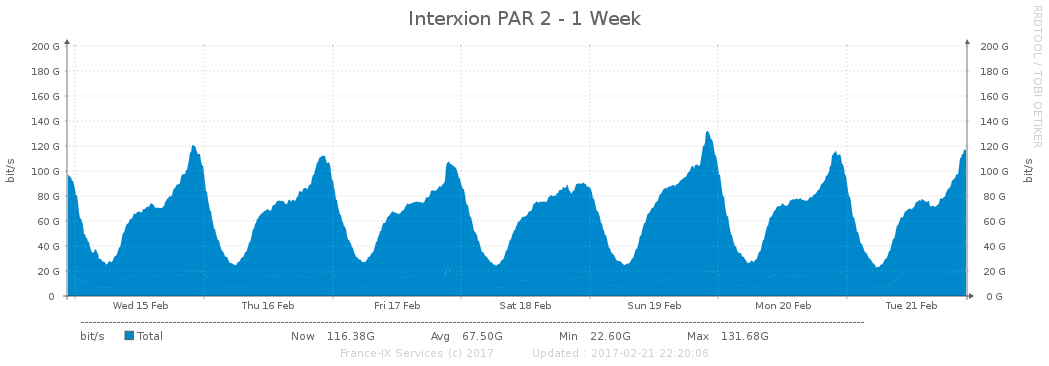 Interxion PAR 2 - 1 Week
RRDTOOL / TOBI OETIKER
200 G 200 G
180 G 180 G
160 G 160 G
140 G 140 G
120 G 120 G
100 G 100 G
80 G 80 G
60 G 60 G
40 G 40 G
20 G 20 G
0 0 G
bit/s
bit/s
Wed 15 Feb Thu 16 Feb Fri 17 Feb Sat 18 Feb Sun 19 Feb Mon 20 Feb Tue 21 Feb
bit/s Total Now 116.38G Avg 67.50G Min 22.60G Max 131.68G
France-IX Services (c) 2017 Updated : 2017-02-21 22:20:06